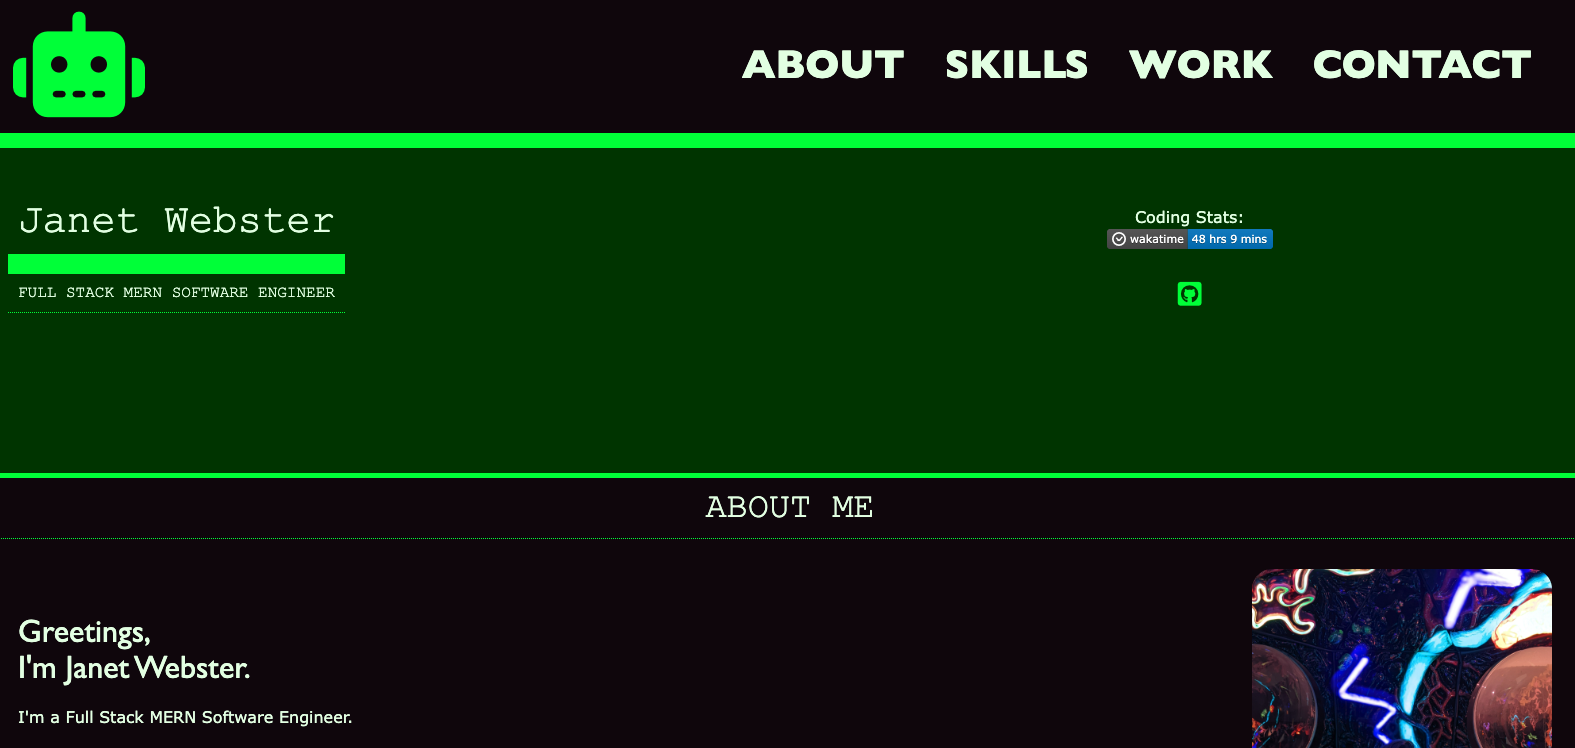 ABOUT SKILLS WORK CONTACT
Janet Webster
FULL STACK MERN SOFTWARE ENGINEER
Coding Stats:
wakatime 48 hrs 9 mins
ABOUT ME
Greetings,
I'm Janet Webster.
I'm a Full Stack MERN Software Engineer.